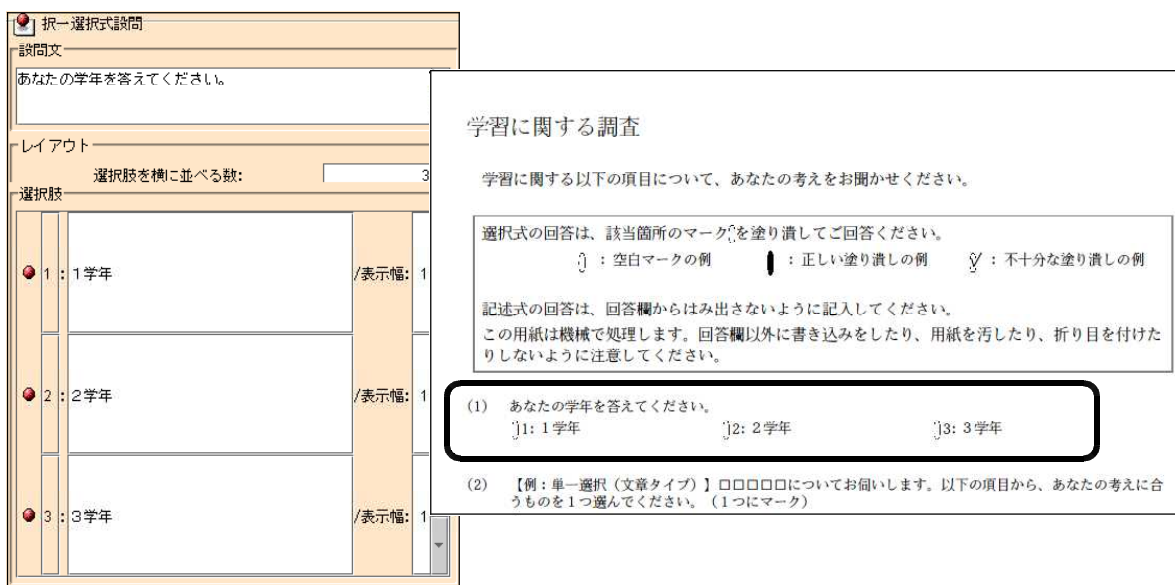 択一選択式設問
設問文
あなたの学年を答えてください。
レイアウト
選択肢を横に並べる数: 3
選択肢
1 : 1学年 /表示幅: 1
2 : 2学年 /表示幅: 1
3 : 3学年 /表示幅: 1
学習に関する調査
学習に関する以下の項目について、あなたの考えをお聞かせください。
選択式の回答は、該当箇所のマークを塗り潰してご回答ください。
：空白マークの例 ：正しい塗り潰しの例 ：不十分な塗り潰しの例
記述式の回答は、回答欄からはみ出さないように記入してください。
この用紙は機械で処理します。回答欄以外に書き込みをしたり、用紙を汚したり、折り目を付けた
りしないように注意してください。
(1) あなたの学年を答えてください。
1: 1学年 2: 2学年 3: 3学年
(2) 【例：単一選択（文章タイプ）】□□□□□についてお伺いします。以下の項目から、あなたの考えに合
うものを1つ選んでください。（1つにマーク）